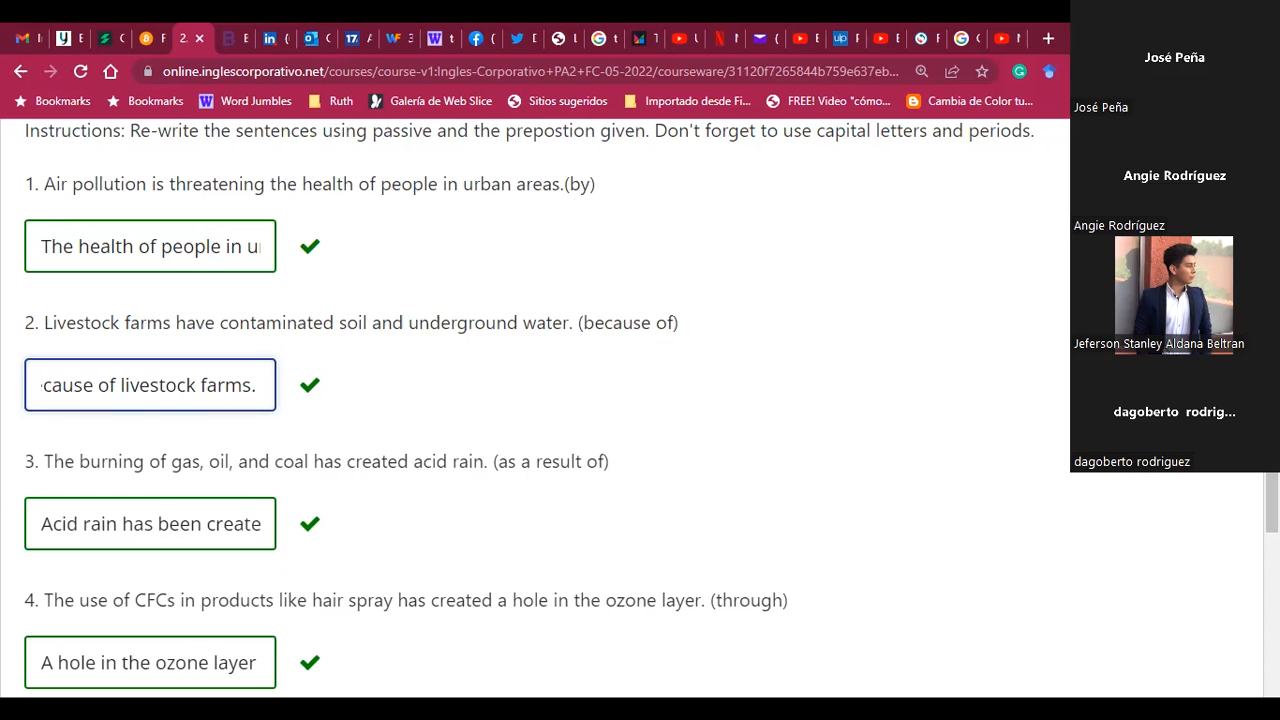 online.inglescorporativo.net/courses/course-v1:Ingles-Corporativo+PA2+FC-05-2022/courseware/31120f7265844b759e637eb...
Bookmarks Bookmarks Word Jumbles Ruth Galería de Web Slice Sitios sugeridos Importado desde Fi... FREE! Video "cómo... Cambia de Color tu...
Instructions: Re-write the sentences using passive and the prepostion given. Don't forget to use capital letters and periods.
1. Air pollution is threatening the health of people in urban areas.(by)
The health of people in
2. Livestock farms have contaminated soil and underground water. (because of)
cause of livestock farms.
3. The burning of gas, oil, and coal has created acid rain. (as a result of)
Acid rain has been create
4. The use of CFCs in products like hair spray has created a hole in the ozone layer. (through)
A hole in the ozone layer
José Peña
José Peña
Angie Rodríguez
Angie Rodríguez
Jeferson Stanley Aldana Beltran
dagoberto rodrig...
dagoberto rodriguez